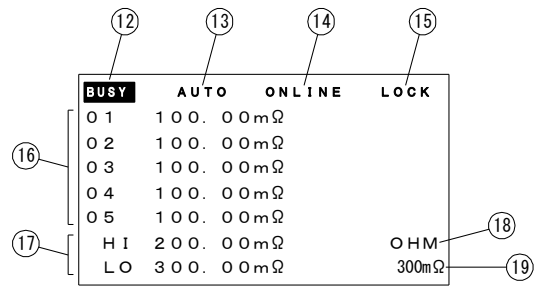 12 13 14 15
BUSY AUTO ONLINE LOCK
01 100.00mΩ
02 100.00mΩ
16 03 100.00mΩ
04 100.00mΩ
05 100.00mΩ
18
17 HI 200.00mΩ OHM
LO 300.00mΩ 300mΩ 19